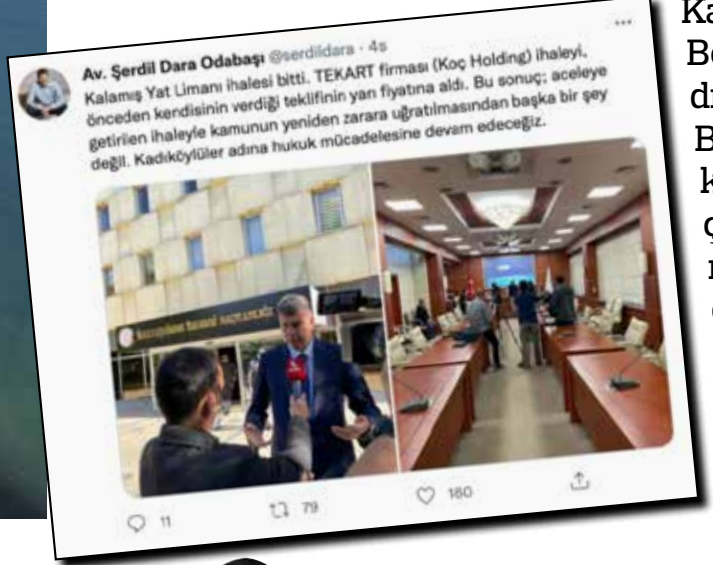 Av. Şerdil Dara Odabaşı @serdildara · 4s
Kalamış Yat Limanı ihalesi bitti. TEKART firması (Koç Holding) ihaleyi,
önceden kendisinin verdiği teklifinin yarı fiyatına aldı. Bu sonuç; aceleye
getirilen ihaleyle kamunun yeniden zarara uğratılmasından başka bir şey
değil. Kadıköylüler adına hukuk mücadelesine devam edeceğiz.
11 79 160
Ka
B
k
ç